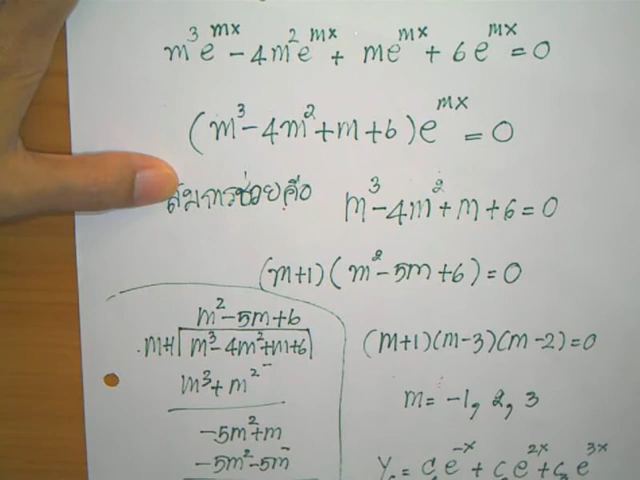 m³e^mx - 4m²e^mx + me^mx + 6e^mx = 0
(m³ - 4m² + m + 6)e^mx = 0
สมการช่วยคือ m³ - 4m² + m + 6 = 0
(m+1)(m² - 5m + 6) = 0
(m+1)(m-3)(m-2) = 0
m = -1, 2, 3
m² - 5m + 6
m+1 m³ - 4m² + m + 6
m³ + m² -
-5m² + m
-5m² - 5m -
e^-x + e^2x + e^3x